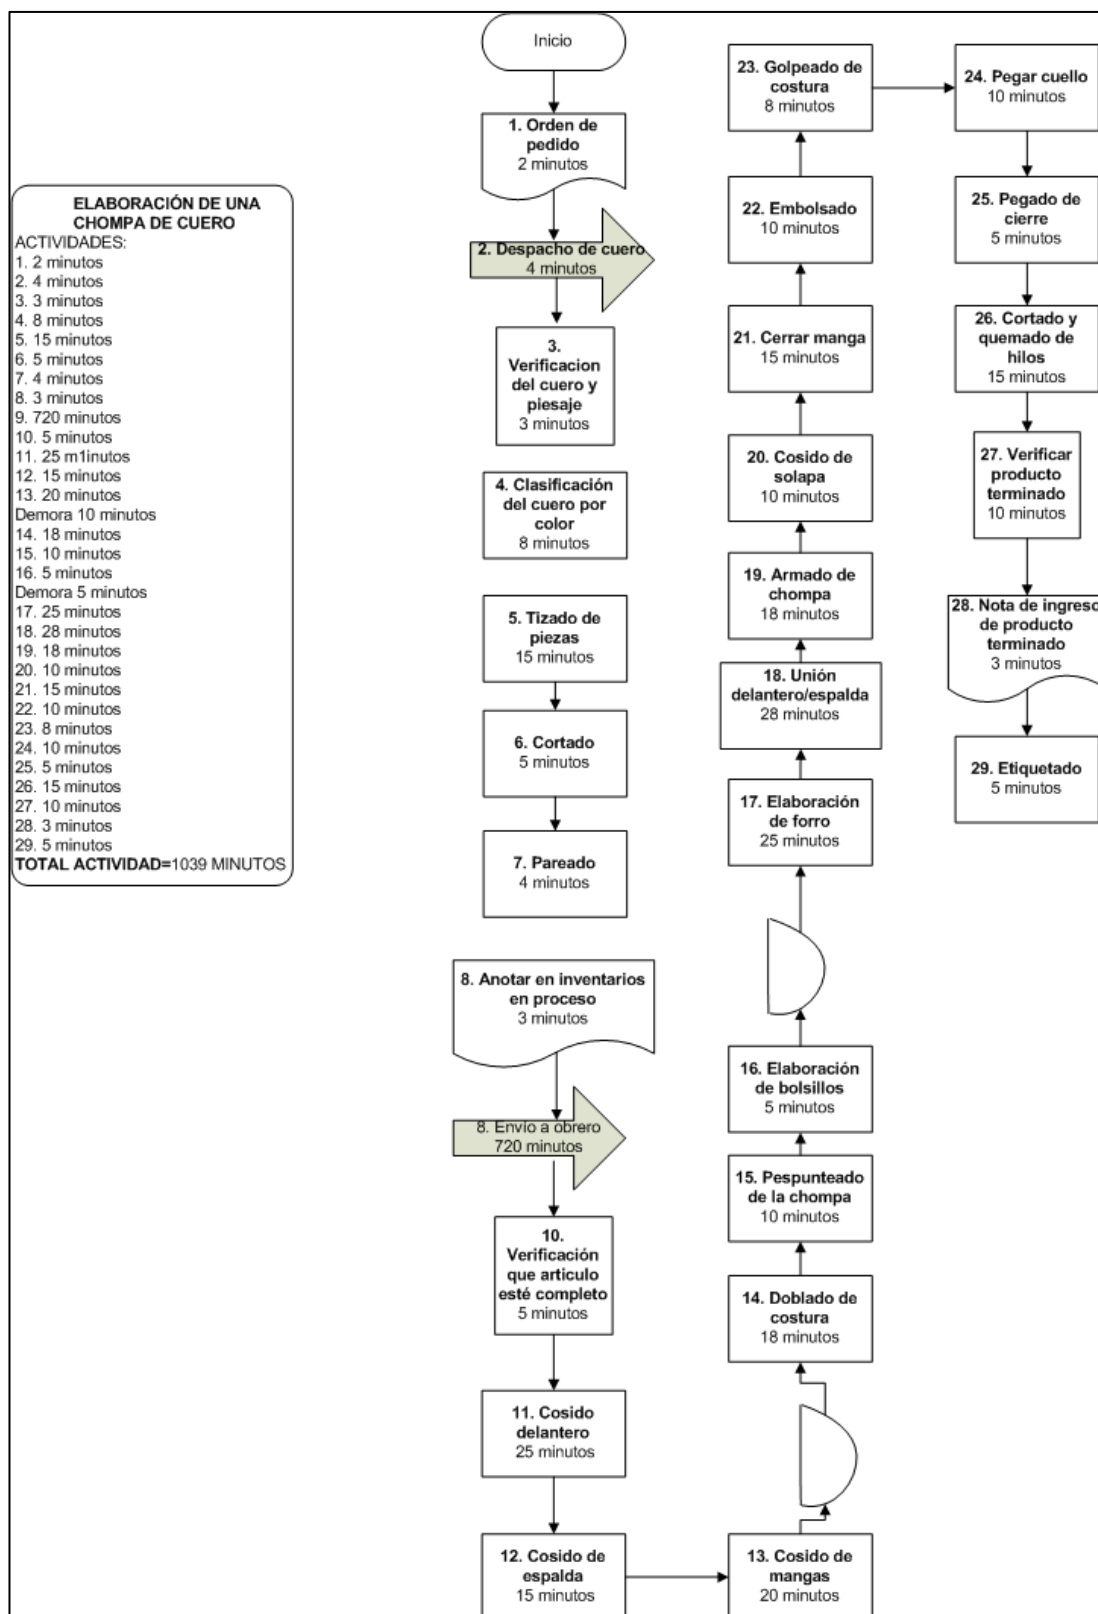 Inicio
1. Orden de
pedido
2 minutos
2. Despacho de cuero
4 minutos
3.
Verificacion
del cuero y
piesaje
3 minutos
4. Clasificación
del cuero por
color
8 minutos
5. Tizado de
piezas
15 minutos
6. Cortado
5 minutos
7. Pareado
4 minutos
8. Anotar en inventarios
en proceso
3 minutos
8. Envio a obrero
720 minutos
10.
Verificación
que articulo
esté completo
5 minutos
11. Cosido
delantero
25 minutos
12. Cosido de
espalda
15 minutos
13. Cosido de
mangas
20 minutos
14. Doblado de
costura
18 minutos
15. Pespunteado
de la chompa
10 minutos
16. Elaboración
de bolsillos
5 minutos
17. Elaboración
de forro
25 minutos
18. Unión
delantero/espalda
28 minutos
19. Armado de
chompa
18 minutos
20. Cosido de
solapa
10 minutos
21. Cerrar manga
15 minutos
22. Embolsado
10 minutos
23. Golpeado de
costura
8 minutos
24. Pegar cuello
10 minutos
25. Pegado de
cierre
5 minutos
26. Cortado y
quemado de
hilos
15 minutos
27. Verificar
producto
terminado
10 minutos
28. Nota de ingreso
de producto
terminado
3 minutos
29. Etiquetado
5 minutos
ELABORACIÓN DE UNA
CHOMPA DE CUERO
ACTIVIDADES:
1. 2 minutos
2. 4 minutos
3. 3 minutos
4. 8 minutos
5. 15 minutos
6. 5 minutos
7. 4 minutos
8. 3 minutos
9. 720 minutos
10. 5 minutos
11. 25 m1inutos
12. 15 minutos
13. 20 minutos
Demora 10 minutos
14. 18 minutos
15. 10 minutos
16. 5 minutos
Demora 5 minutos
17. 25 minutos
18. 28 minutos
19. 18 minutos
20. 10 minutos
21. 15 minutos
22. 10 minutos
23. 8 minutos
24. 10 minutos
25. 5 minutos
26. 15 minutos
27. 10 minutos
28. 3 minutos
29. 5 minutos
TOTAL ACTIVIDAD=1039 MINUTOS